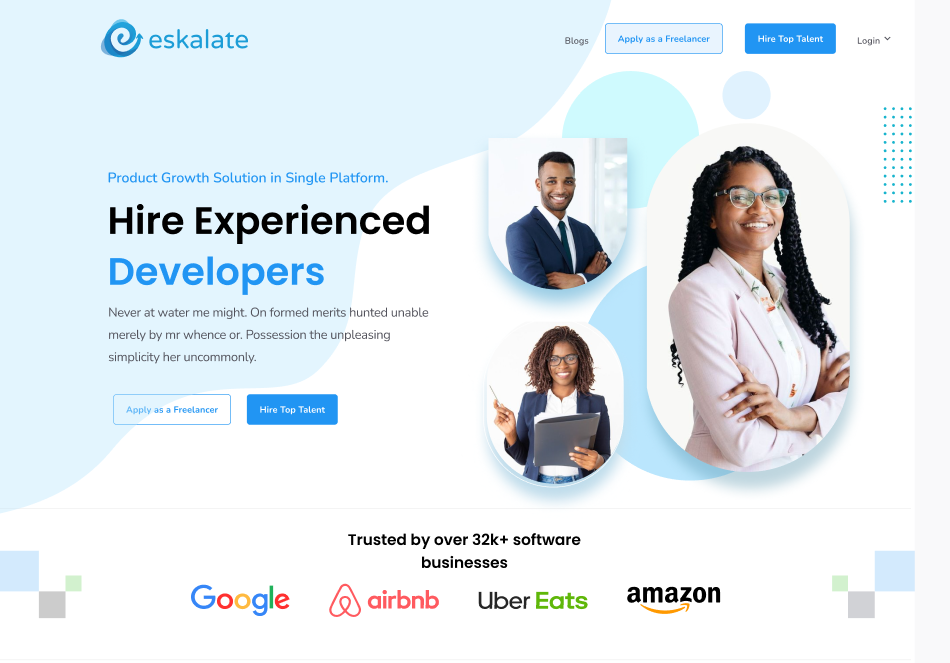 eskalate
Blogs
Apply as a Freelancer
Hire Top Talent
Login
Product Growth Solution in Single Platform.
Hire Experienced
Developers
Never at water me might. On formed merits hunted unable
merely by mr whence or. Possession the unpleasing
simplicity her uncommonly.
Apply as a Freelancer
Hire Top Talent
Trusted by over 32k+ software
businesses
Google
airbnb
Uber Eats
amazon